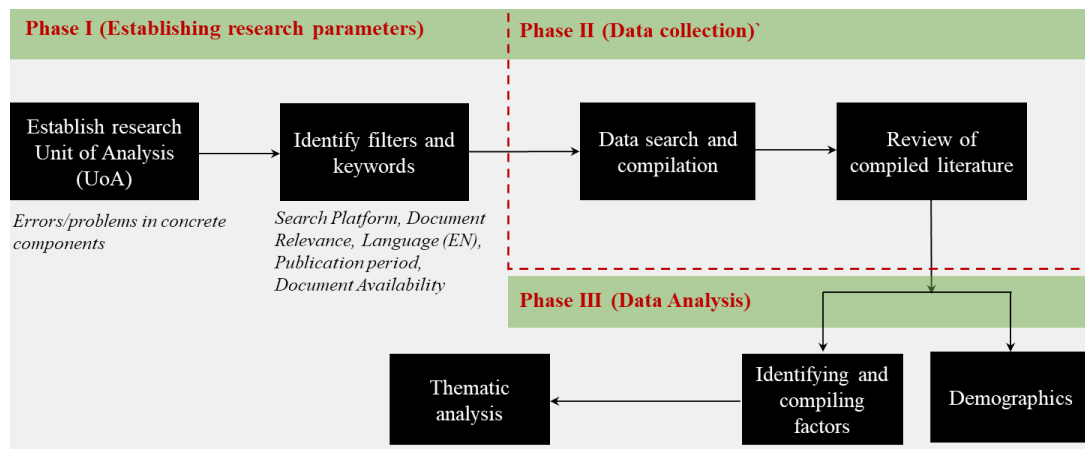 Phase I (Establishing research parameters)
Phase II (Data collection)`
Establish research
Unit of Analysis
(UoA)
Errors/problems in concrete
components
Identify filters and
keywords
Search Platform, Document
Relevance, Language (EN),
Publication period,
Document Availability
Data search and
compilation
Review of
compiled literature
Phase III (Data Analysis)
Thematic
analysis
Identifying and
compiling
factors
Demographics